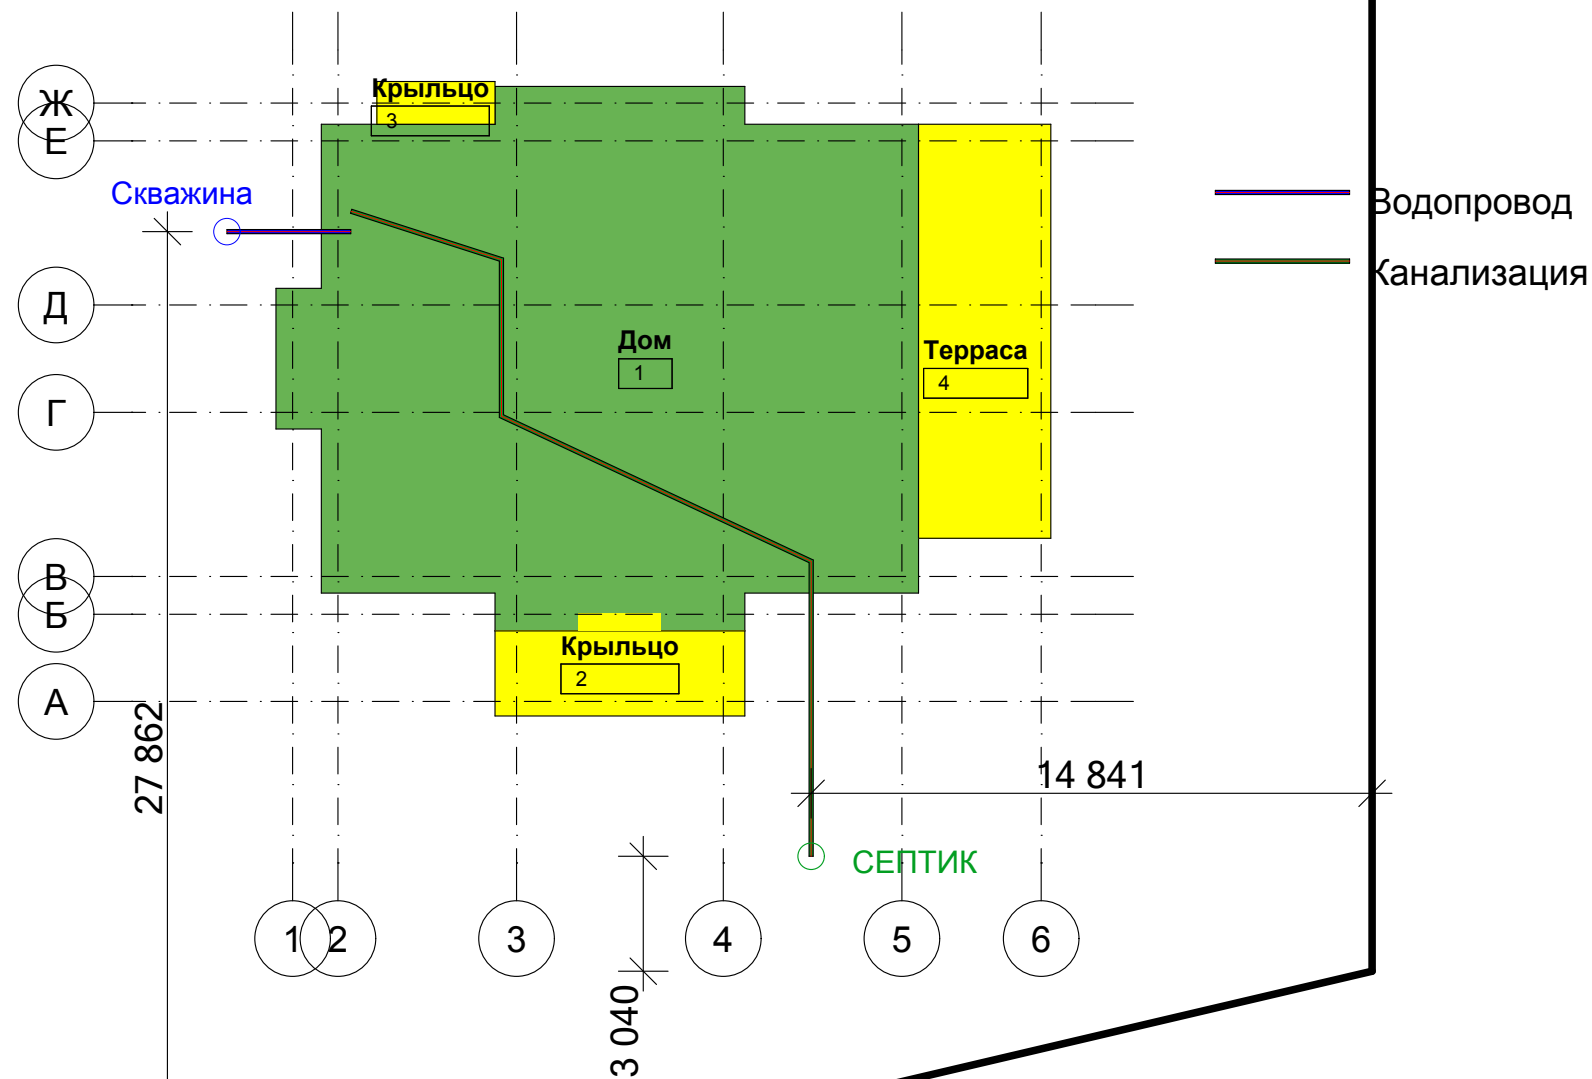 Ж
Крыльцо
3
Е
Скважина
Водопровод
Канализация
Д
Дом
1
Терраса
4
Г
В
Б
Крыльцо
2
А
27 862
14 841
СЕПТИК
1
2
3
4
5
6
3 040